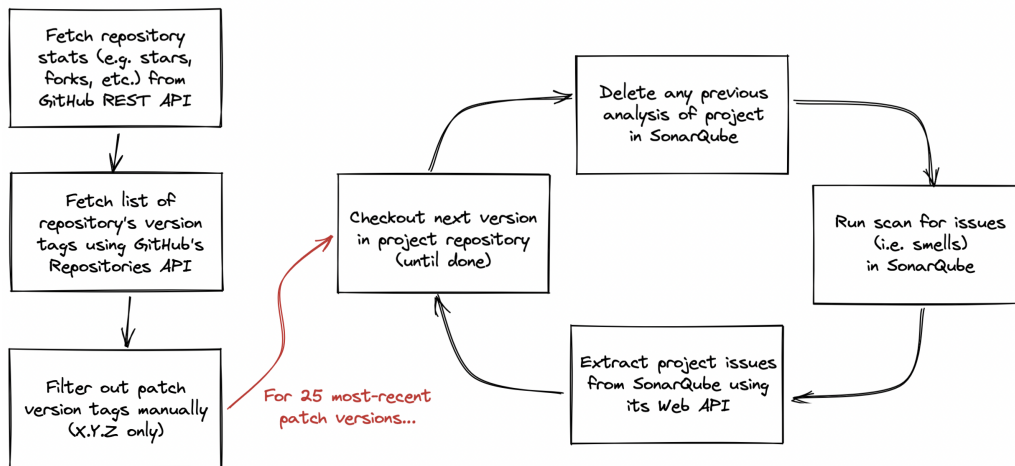 Fetch repository
stats (e.g. stars,
forks, etc.) from
GitHub REST API
Fetch list of
repository's version
tags using GitHub's
Repositories API
Filter out patch
version tags manually
(X.Y.Z only)
For 25 most-recent
patch versions...
Checkout next version
in project repository
(until done)
Delete any previous
analysis of project
in SonarQube
Run scan for issues
(i.e. smells)
in SonarQube
Extract project issues
from SonarQube using
its Web API